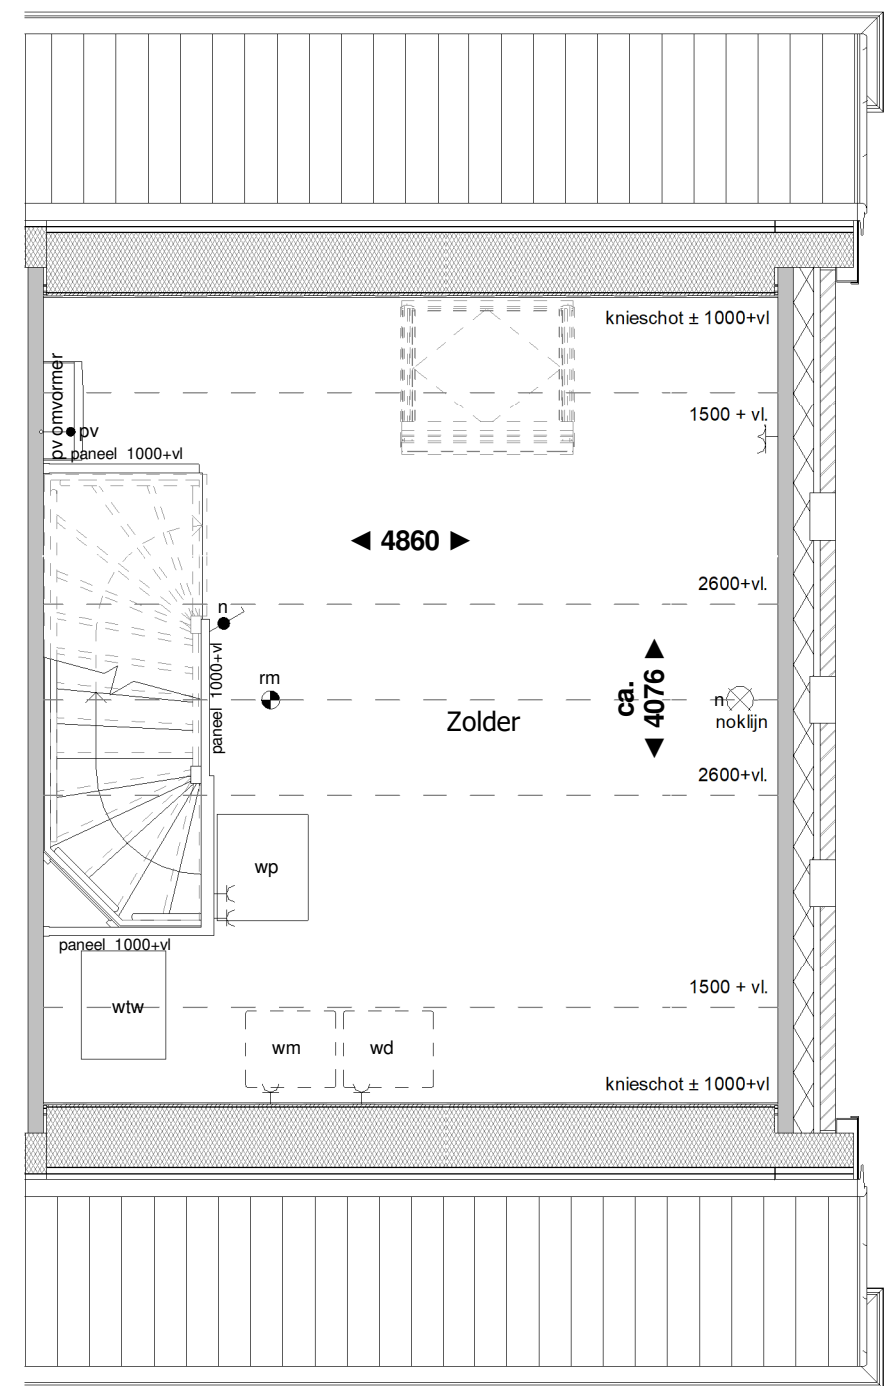 knieschot ± 1000+vl
pv omvormer
1500 + vl.
pv
paneel 1000+vl
4860
2600+vl.
n
paneel 1000+vl
rm
ca.
4076
n
Zolder
noklijn
2600+vl.
wp
paneel 1000+vl
1500 + vl.
wtw
wm
wd
knieschot ± 1000+vl